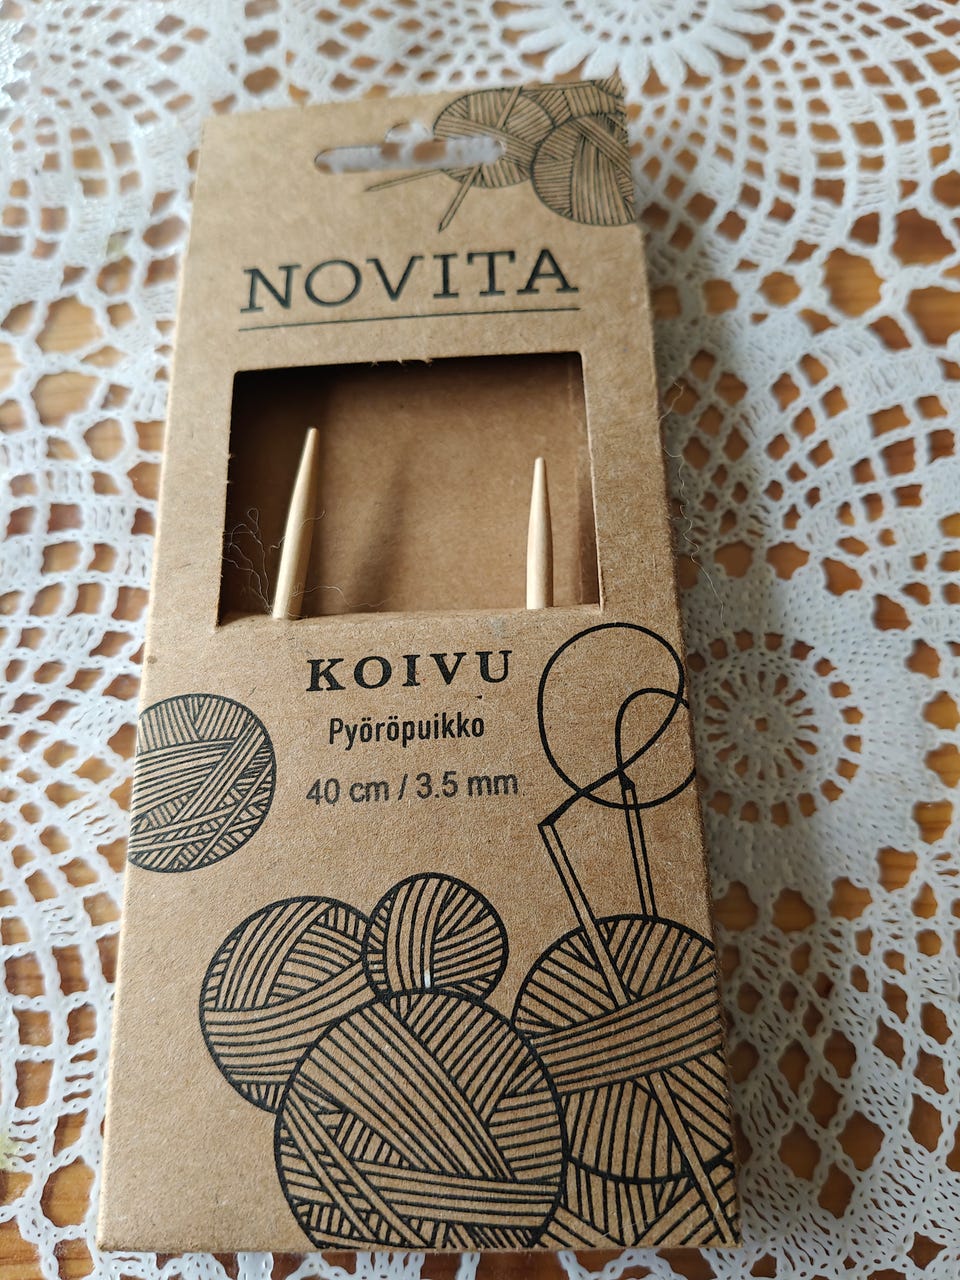 NOVITA
KOIVU
Pyöröpuikko
40 cm / 3.5 mm